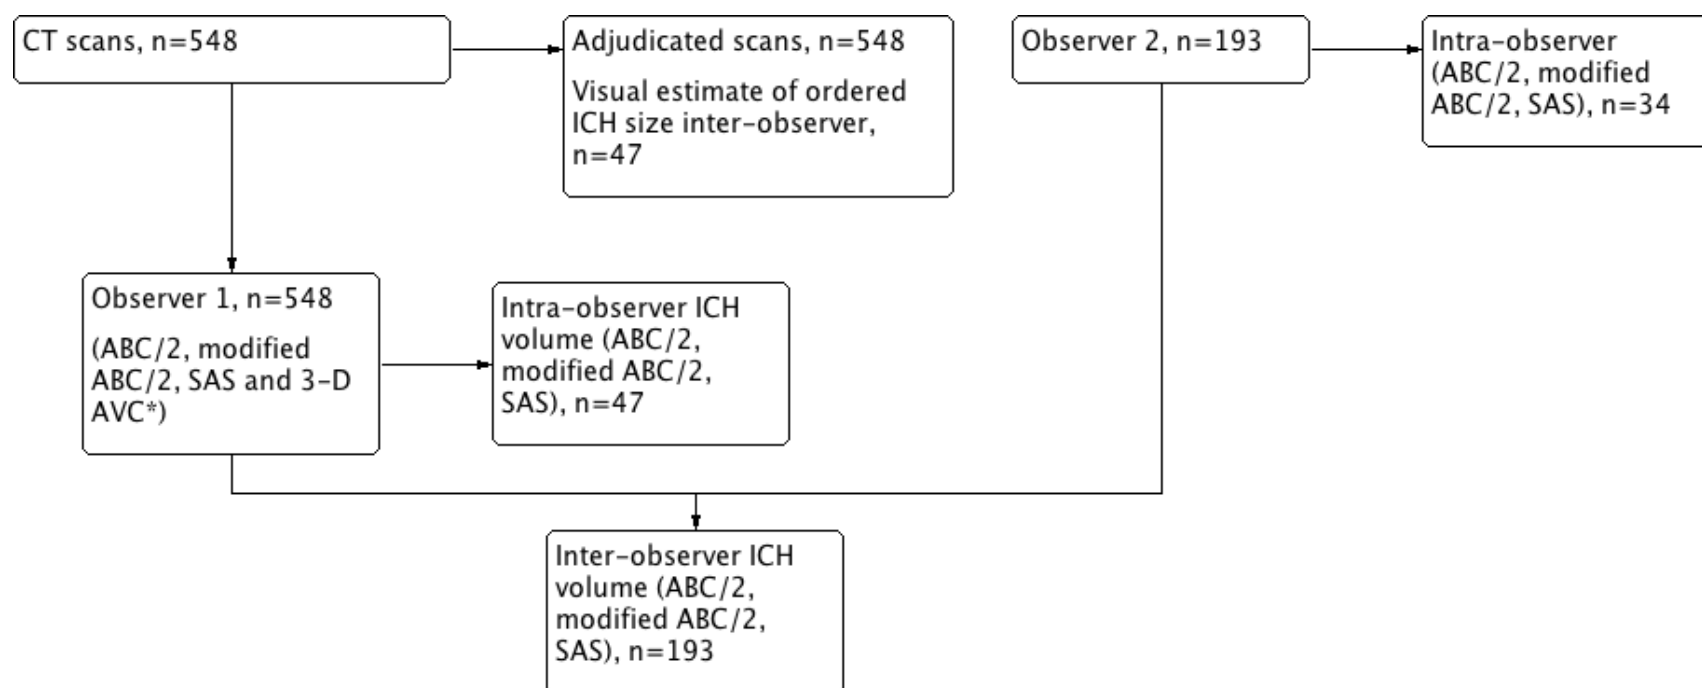 CT scans, n=548
Adjudicated scans, n=548
Visual estimate of ordered
ICH size inter-observer,
n=47
Observer 2, n=193
Intra-observer
(ABC/2, modified
ABC/2, SAS), n=34
Observer 1, n=548
(ABC/2, modified
ABC/2, SAS and 3-D
AVC*)
Intra-observer ICH
volume (ABC/2,
modified ABC/2,
SAS), n=47
Inter-observer ICH
volume (ABC/2,
modified ABC/2,
SAS), n=193